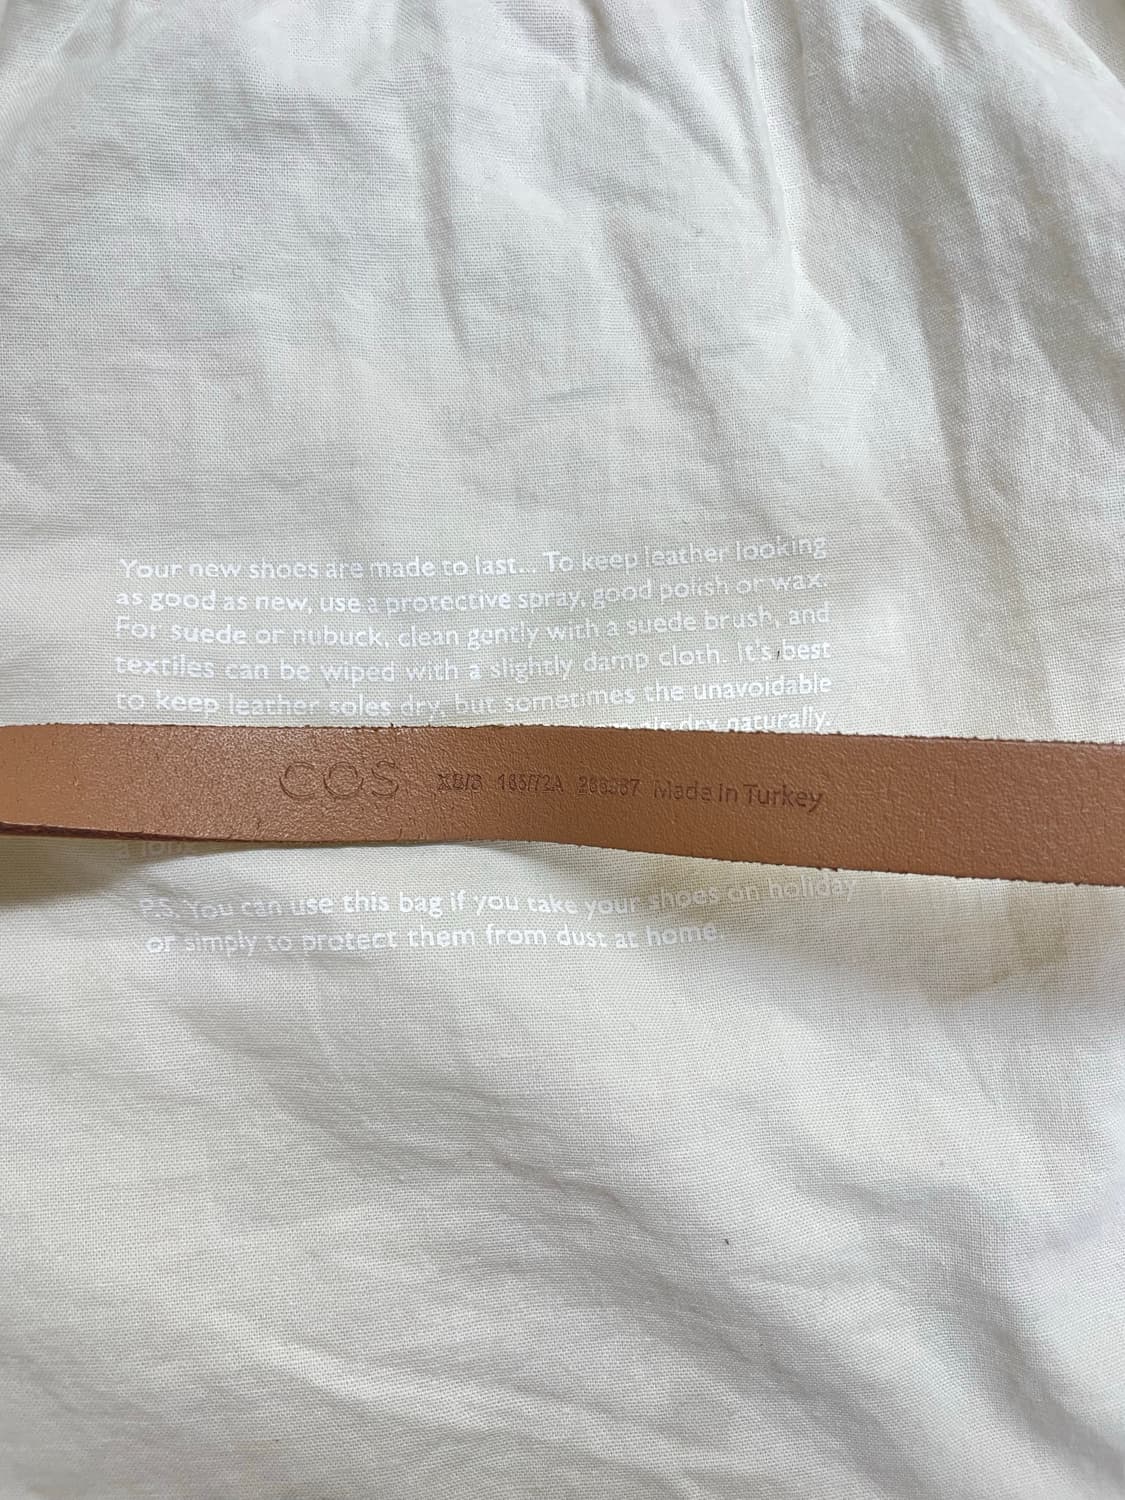 Your new shoes are made to last... To keep leather looking
as good as new, use a protective spray, good polish or wax.
For suede or nubuck, clean gently with a suede brush, and
textiles can be wiped with a slightly damp cloth. It's best
to keep leather soles dry, but sometimes the unavoidable
dry naturally.
COS 165/72A Made in Turkey
P.S. You can use this bag if you take your shoes on holiday
or simply to protect them from dust at home.